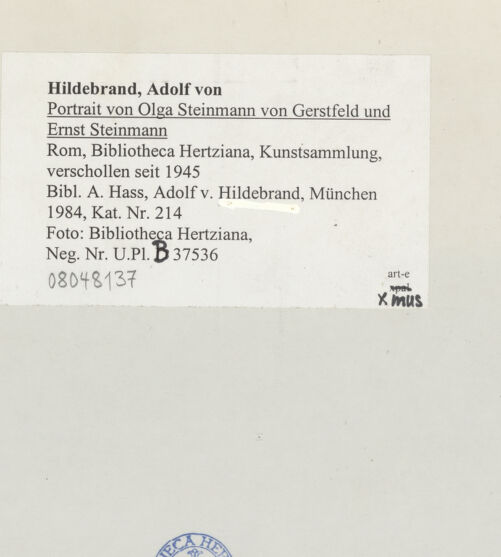 Hildebrand, Adolf von
Portrait von Olga Steinmann von Gerstfeld und
Ernst Steinmann
Rom, Bibliotheca Hertziana, Kunstsammlung,
verschollen seit 1945
Bibl. A. Hass, Adolf v. Hildebrand, München
1984, Kat. Nr. 214
Foto: Bibliotheca Hertziana,
Neg. Nr. U.Pl. B 37536
08048137
art-e
x mus